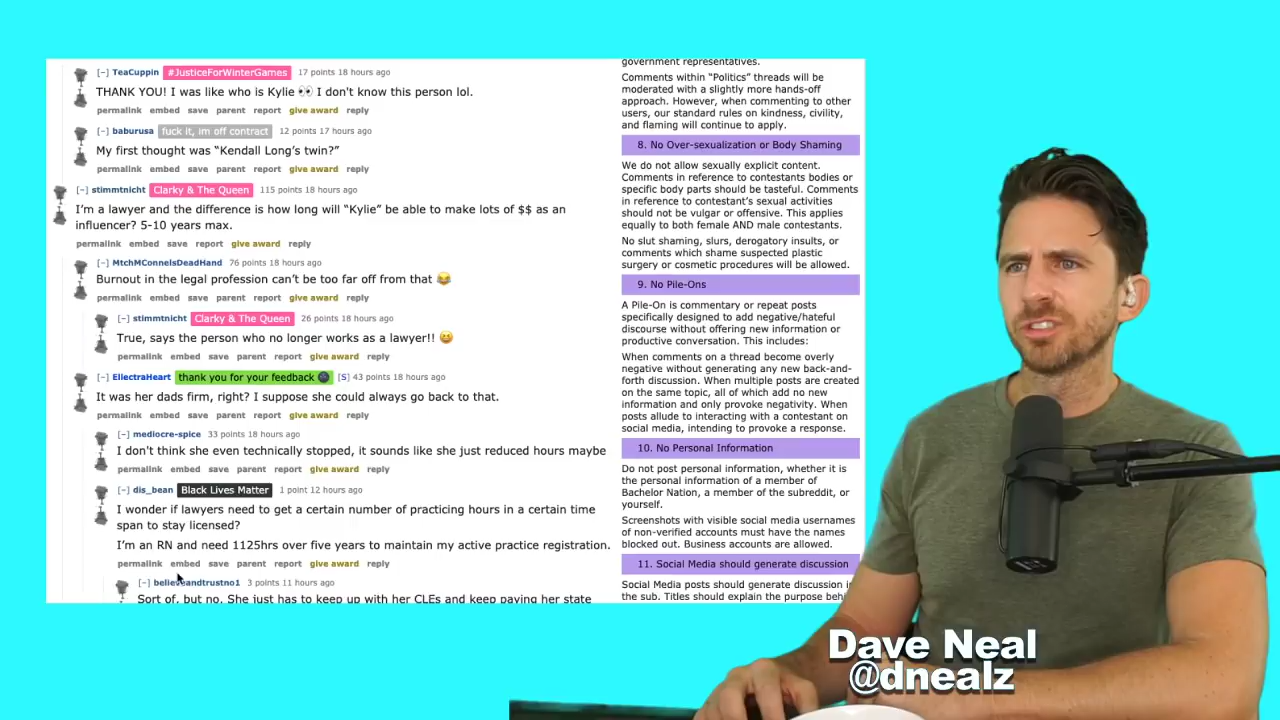 [–] TeaCuppin #JusticeForWinterGames 17 points 18 hours ago
THANK YOU! I was like who is Kylie 👀 I don't know this person lol.
permalink embed save parent report give award reply
[–] baburusa fuck it, im off contract 12 points 17 hours ago
My first thought was “Kendall Long’s twin?”
permalink embed save parent report give award reply
[–] stimmtnicht Clarky & The Queen 115 points 18 hours ago
I’m a lawyer and the difference is how long will “Kylie” be able to make lots of $$ as an
influencer? 5-10 years max.
permalink embed save report give award reply
[–] MtchMConnelsDeadHand 76 points 18 hours ago
Burnout in the legal profession can’t be too far off from that 😂
permalink embed save parent report give award reply
[–] stimmtnicht Clarky & The Queen 26 points 18 hours ago
True, says the person who no longer works as a lawyer!! 😆
permalink embed save parent report give award reply
[–] EllectraHeart thank you for your feedback [S] 43 points 18 hours ago
It was her dads firm, right? I suppose she could always go back to that.
permalink embed save parent report give award reply
[–] mediocre-spice 33 points 18 hours ago
I don't think she even technically stopped, it sounds like she just reduced hours maybe
permalink embed save parent report give award reply
[–] dis_bean Black Lives Matter 1 point 12 hours ago
I wonder if lawyers need to get a certain number of practicing hours in a certain time
span to stay licensed?
I’m an RN and need 1125hrs over five years to maintain my active practice registration.
permalink embed save parent report give award reply
[–] believeandtrustno1 3 points 11 hours ago
Sort of, but no. She just has to keep up with her CLEs and keep paying her state
government representatives.
Comments within “Politics” threads will be
moderated with a slightly more hands-off
approach. However, when commenting to other
users, our standard rules on kindness, civility,
and flaming will continue to apply.
8. No Over-sexualization or Body Shaming
We do not allow sexually explicit content.
Comments in reference to contestants bodies or
specific body parts should be tasteful. Comments
in reference to contestant’s sexual activities
should not be vulgar or offensive. This applies
equally to both female AND male contestants.
No slut shaming, slurs, derogatory insults, or
comments which shame suspected plastic
surgery or cosmetic procedures will be allowed.
9. No Pile-Ons
A Pile-On is commentary or repeat posts
specifically designed to add negative/hateful
discourse without offering new information or
productive conversation. This includes:
When comments on a thread become overly
negative without generating any new back-and-
forth discussion. When multiple posts are created
on the same topic, all of which add no new
information and only provoke negativity. When
posts allude to interacting with a contestant on
social media, intending to provoke a response.
10. No Personal Information
Do not post personal information, whether it is
the personal information of a member of
Bachelor Nation, a member of the subreddit, or
yourself.
Screenshots with visible social media usernames
of non-verified accounts must have the names
blocked out. Business accounts are allowed.
11. Social Media should generate discussion
Social Media posts should generate discussion
the sub. Titles should explain the purpose
Dave Neal
@dnealz